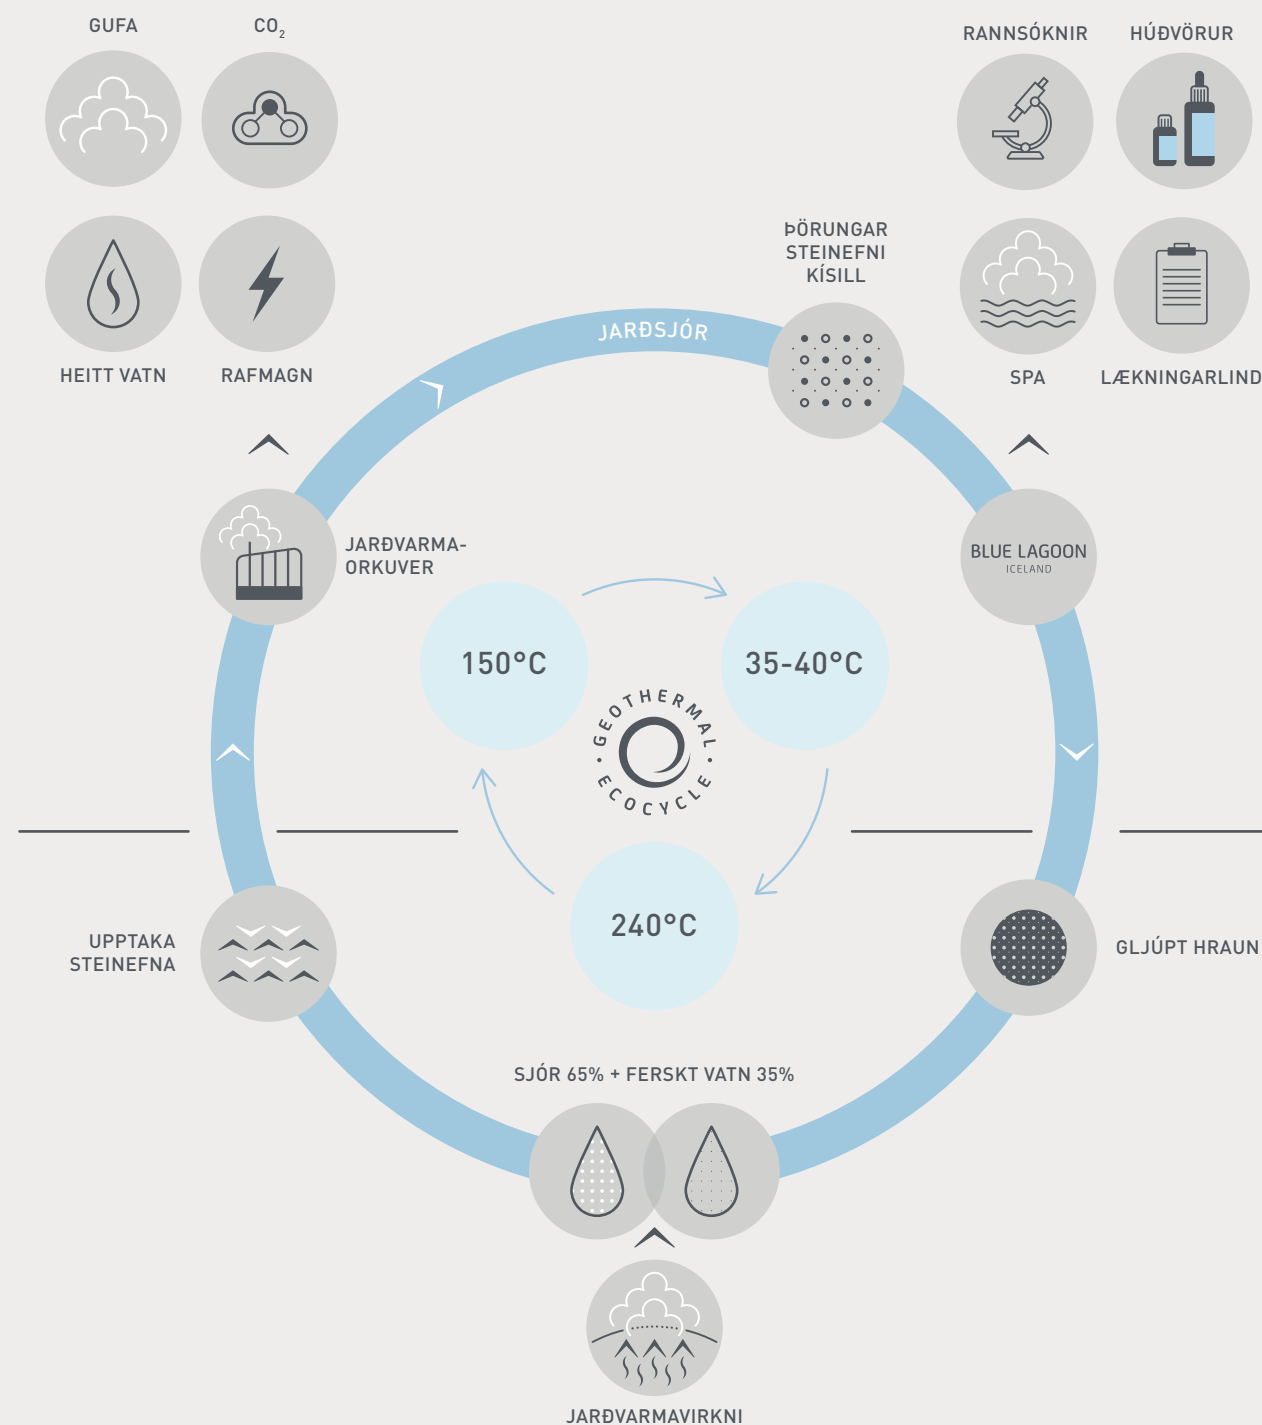 GUFA
CO₂
HEITT VATN
RAFMAGN
RANNSÓKNIR
HÚÐVÖRUR
SPA
LÆKNINGARLIND
ÞÖRUNGAR
STEINEFNI
KÍSILL
JARÐSJÓR
JARÐVARMA-
ORKUVER
BLUE LAGOON
ICELAND
150°C
35-40°C
· GEOTHERMAL ·
ECOCYCLE
240°C
UPPTAKA
STEINEFNA
GLJÚPT HRAUN
SJÓR 65% + FERSKT VATN 35%
JARÐVARMAVIRKNI